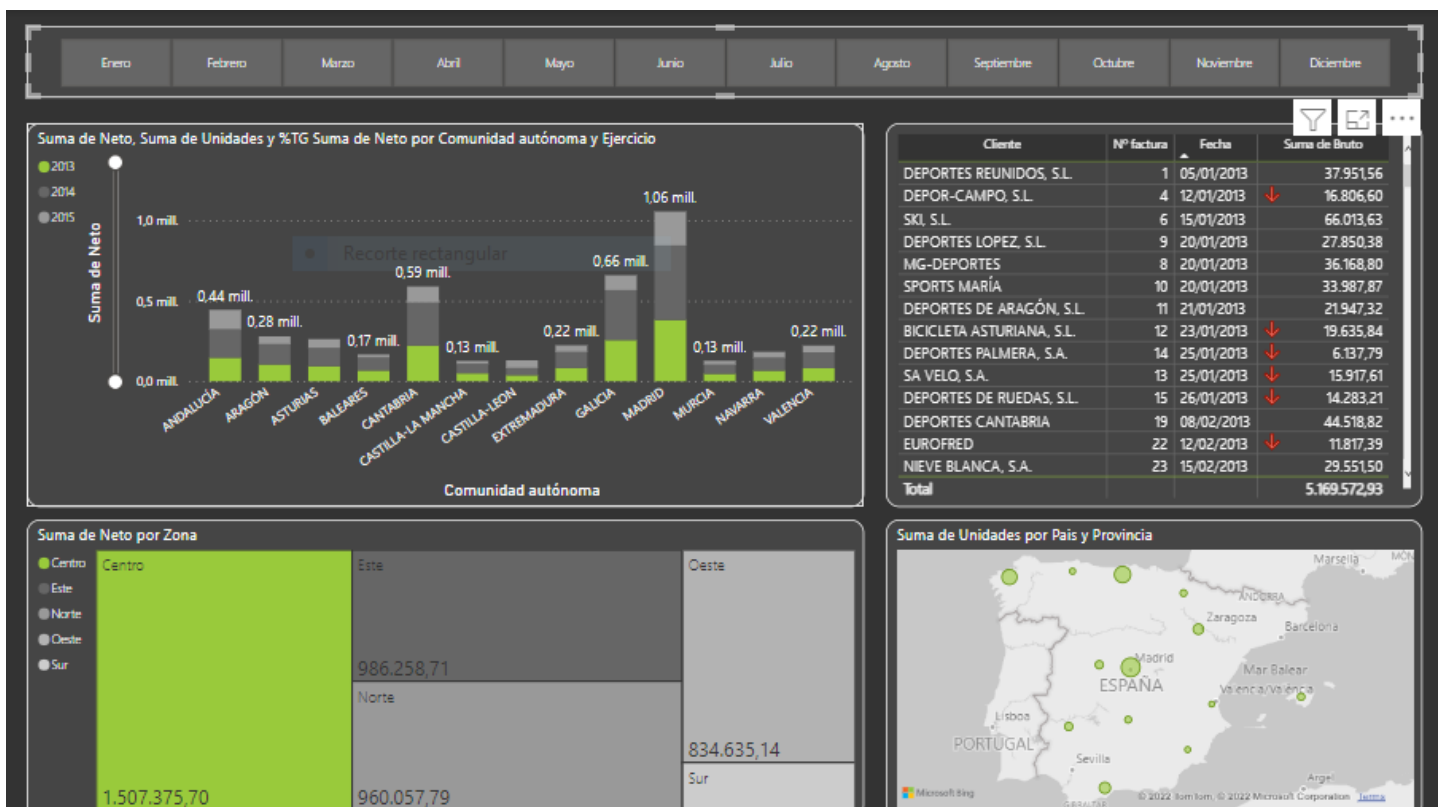 Enero Febrero Marzo Abril Mayo Junio Julio Agosto Septiembre Octubre Noviembre Diciembre
Suma de Neto, Suma de Unidades y %TG Suma de Neto por Comunidad autónoma y Ejercicio
2013
2014
2015
Suma de Neto
1,0 mill.
0,5 mill.
0,0 mill.
Recorte rectangular
0,44 mill.
0,28 mill.
0,17 mill.
0,59 mill.
0,13 mill.
0,22 mill.
0,66 mill.
1,06 mill.
0,13 mill.
0,22 mill.
ANDALUCÍA
ARAGÓN
ASTURIAS
BALEARES
CANTABRIA
CASTILLA-LA MANCHA
CASTILLA-LEON
EXTREMADURA
GALICIA
MADRID
MURCIA
NAVARRA
VALENCIA
Comunidad autónoma
Cliente Nº factura Fecha Suma de Bruto
DEPORTES REUNIDOS, S.L. 1 05/01/2013 37.951,56
DEPOR-CAMPO, S.L. 4 12/01/2013 16.806,60
SKI, S.L. 6 15/01/2013 66.013,63
DEPORTES LOPEZ, S.L. 9 20/01/2013 27.850,38
MG-DEPORTES 8 20/01/2013 36.168,80
SPORTS MARÍA 10 20/01/2013 33.987,87
DEPORTES DE ARAGÓN, S.L. 11 21/01/2013 21.947,32
BICICLETA ASTURIANA, S.L. 12 23/01/2013 19.635,84
DEPORTES PALMERA, S.A. 14 25/01/2013 6.137,79
SA VELO, S.A. 13 25/01/2013 15.917,61
DEPORTES DE RUEDAS, S.L. 15 26/01/2013 14.283,21
DEPORTES CANTABRIA 19 08/02/2013 44.518,82
EUROFRED 22 12/02/2013 11.817,39
NIEVE BLANCA, S.A. 23 15/02/2013 29.551,50
Total 5.169.572,93
Suma de Neto por Zona
Centro
Este
Norte
Oeste
Sur
Centro
1.507.375,70
Este
986.258,71
Norte
960.057,79
Oeste
834.635,14
Sur
Suma de Unidades por Pais y Provincia
Marsella
ANDORRA
Zaragoza
Barcelona
Madrid
Mar Balear
ESPAÑA
Valencia/València
Lisboa
PORTUGAL
Sevilla
Argel
Microsoft Bing
© 2022 TomTom, © 2022 Microsoft Corporation Terms